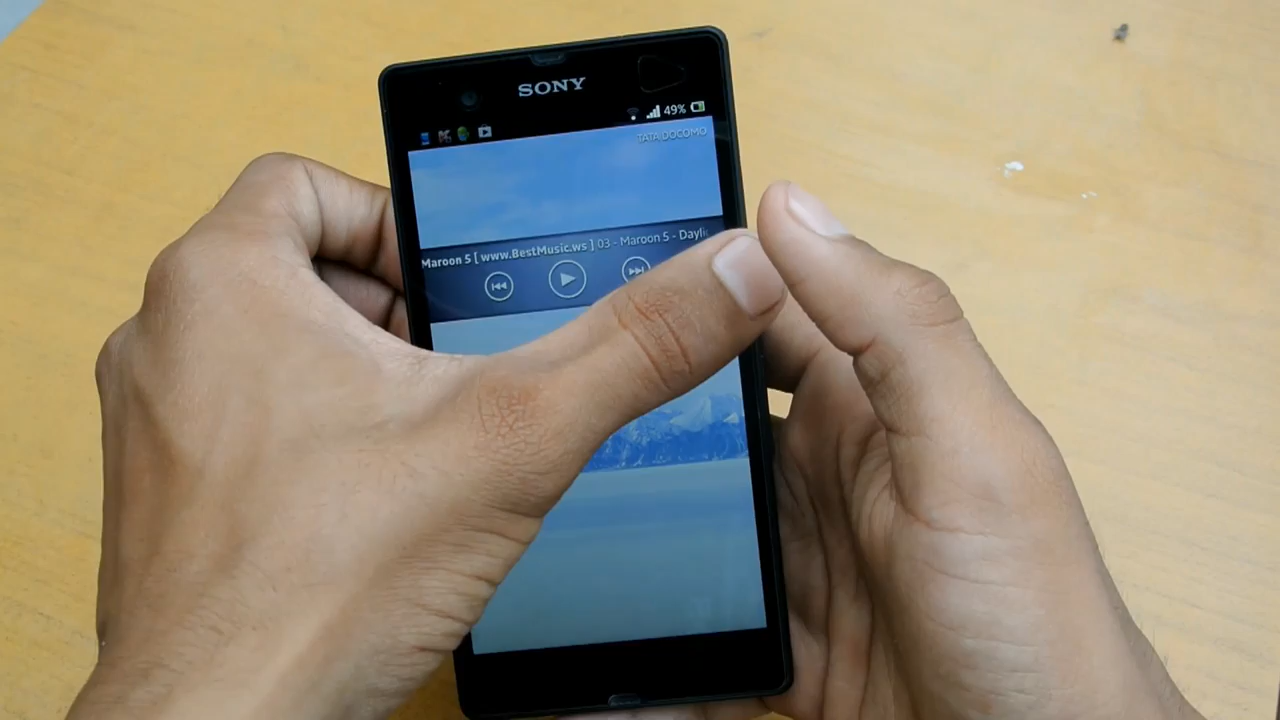 SONY
49%
TATA DOCOMO
Maroon 5 [ www.BestMusic.ws ] 03 - Maroon 5 - Dayli